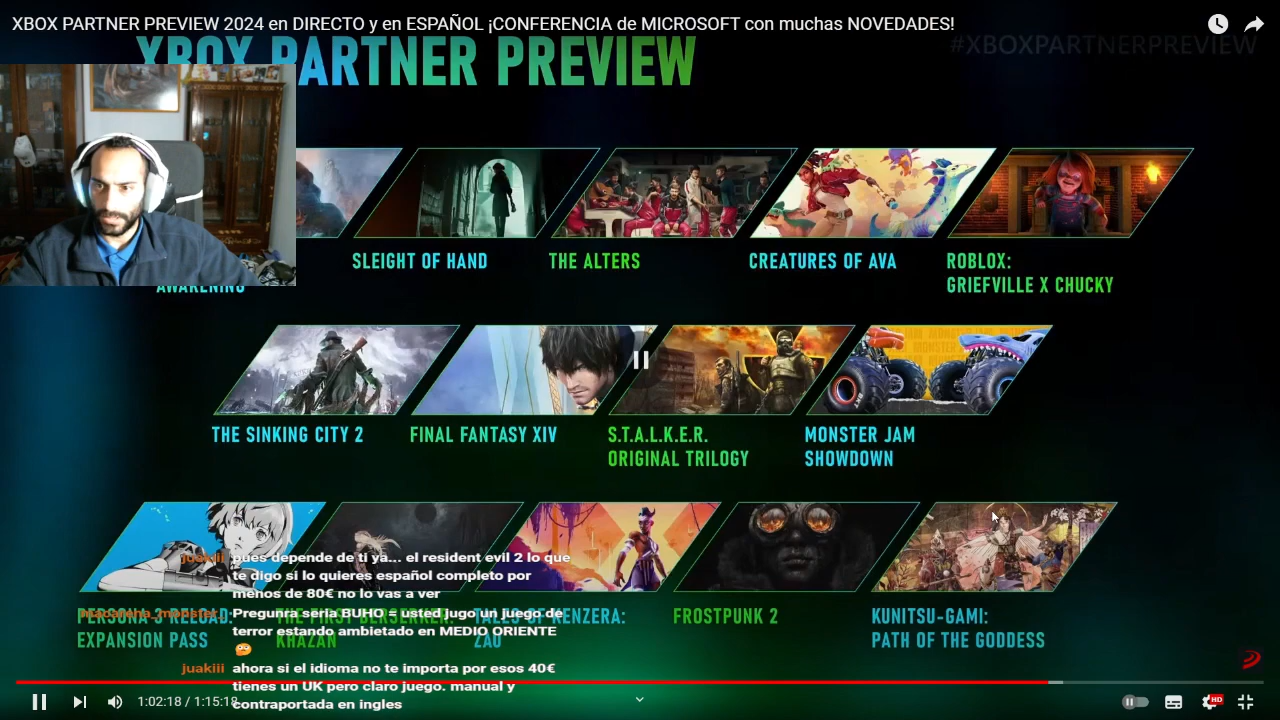 XBOX PARTNER PREVIEW 2024 en DIRECTO y en ESPAÑOL ¡CONFERENCIA de MICROSOFT con muchas NOVEDADES!
#XBOXPARTNERPREVIEW
XBOX PARTNER PREVIEW
SLEIGHT OF HAND
THE ALTERS
CREATURES OF AVA
ROBLOX:
GRIEFVILLE X CHUCKY
AWAKENING
THE SINKING CITY 2
FINAL FANTASY XIV
S.T.A.L.K.E.R.
ORIGINAL TRILOGY
MONSTER JAM
SHOWDOWN
PERSONA 3 RELOAD:
EXPANSION PASS
THE FIRST BERSERKER:
KHAZAN
TALES OF KENZERA:
ZAU
FROSTPUNK 2
KUNITSU-GAMI:
PATH OF THE GODDESS
juakiii pues depende de ti ya... el resident evil 2 lo que
te digo si lo quieres español completo por
menos de 80€ no lo vas a ver
Pregunra seria BUHO = usted jugo un juego de
terror estando ambietado en MEDIO ORIENTE
juakiii ahora si el idioma no te importa por esos 40€
tienes un UK pero claro juego. manual y
contraportada en ingles
1:02:18 / 1:15:18
HD